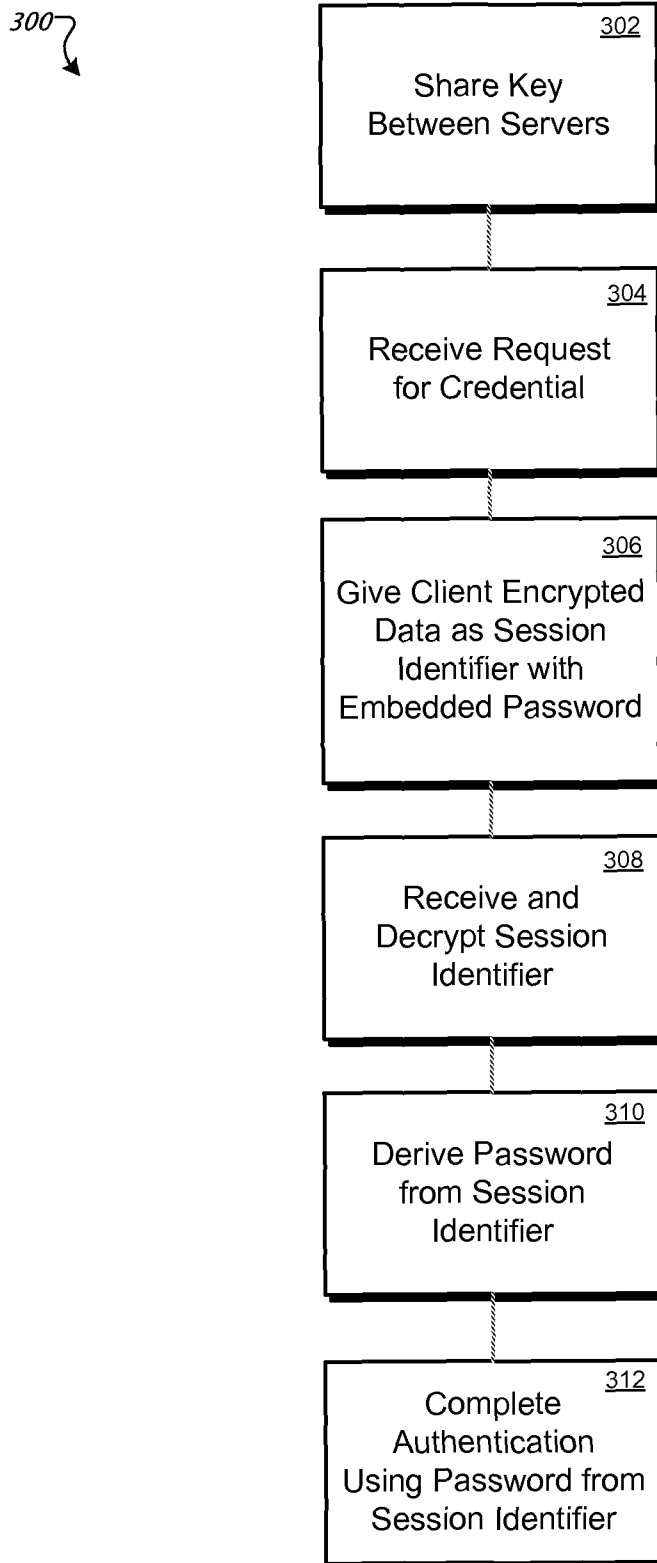 300
302
Share Key
Between Servers
304
Receive Request
for Credential
306
Give Client Encrypted
Data as Session
Identifier with
Embedded Password
308
Receive and
Decrypt Session
Identifier
310
Derive Password
from Session
Identifier
312
Complete
Authentication
Using Password from
Session Identifier